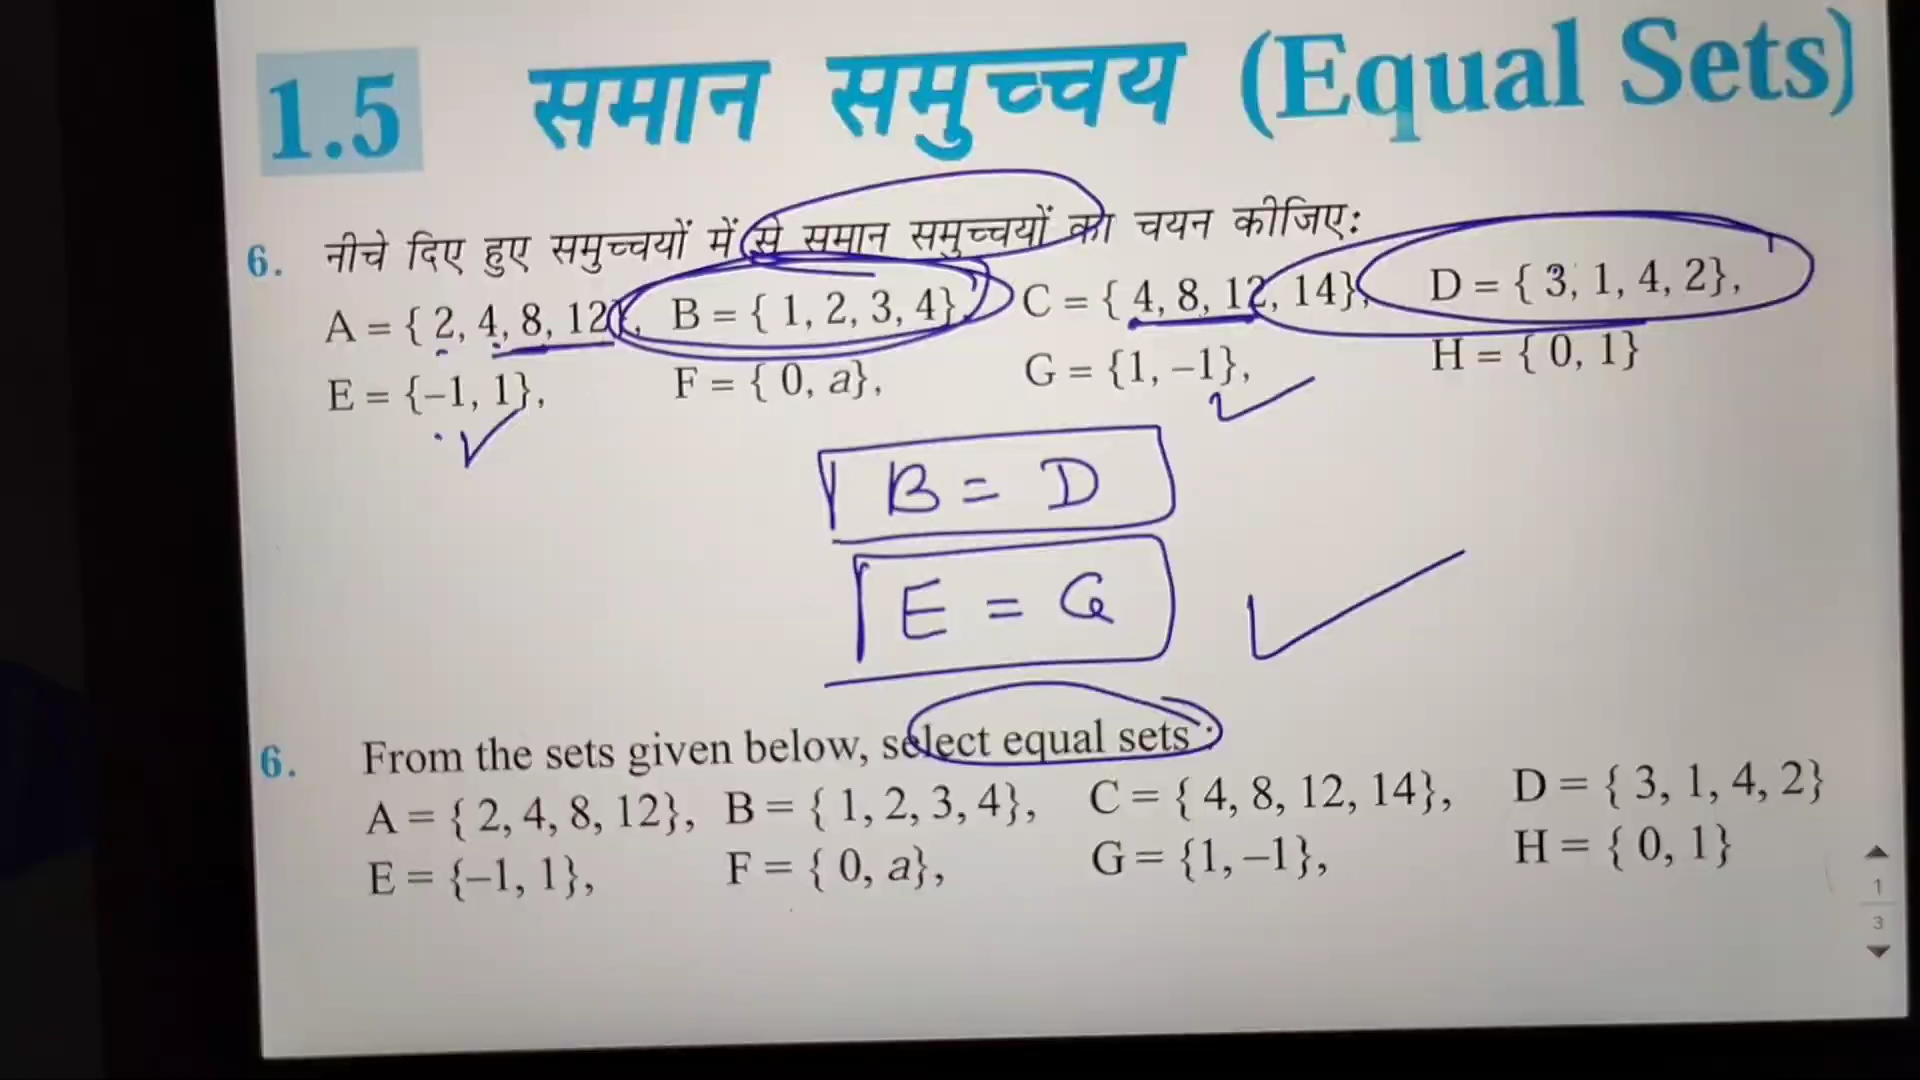 1.5 समान समुच्चय (Equal Sets)
6. नीचे दिए हुए समुच्चयों में से समान समुच्चयों का चयन कीजिए:
A = { 2, 4, 8, 12}, B = { 1, 2, 3, 4}, C = { 4, 8, 12, 14}, D = { 3, 1, 4, 2},
E = {–1, 1}, F = { 0, a}, G = {1, –1}, H = { 0, 1}
B = D
E = G
6. From the sets given below, select equal sets :
A = { 2, 4, 8, 12}, B = { 1, 2, 3, 4}, C = { 4, 8, 12, 14}, D = { 3, 1, 4, 2}
E = {–1, 1}, F = { 0, a}, G = {1, –1}, H = { 0, 1}
1
3